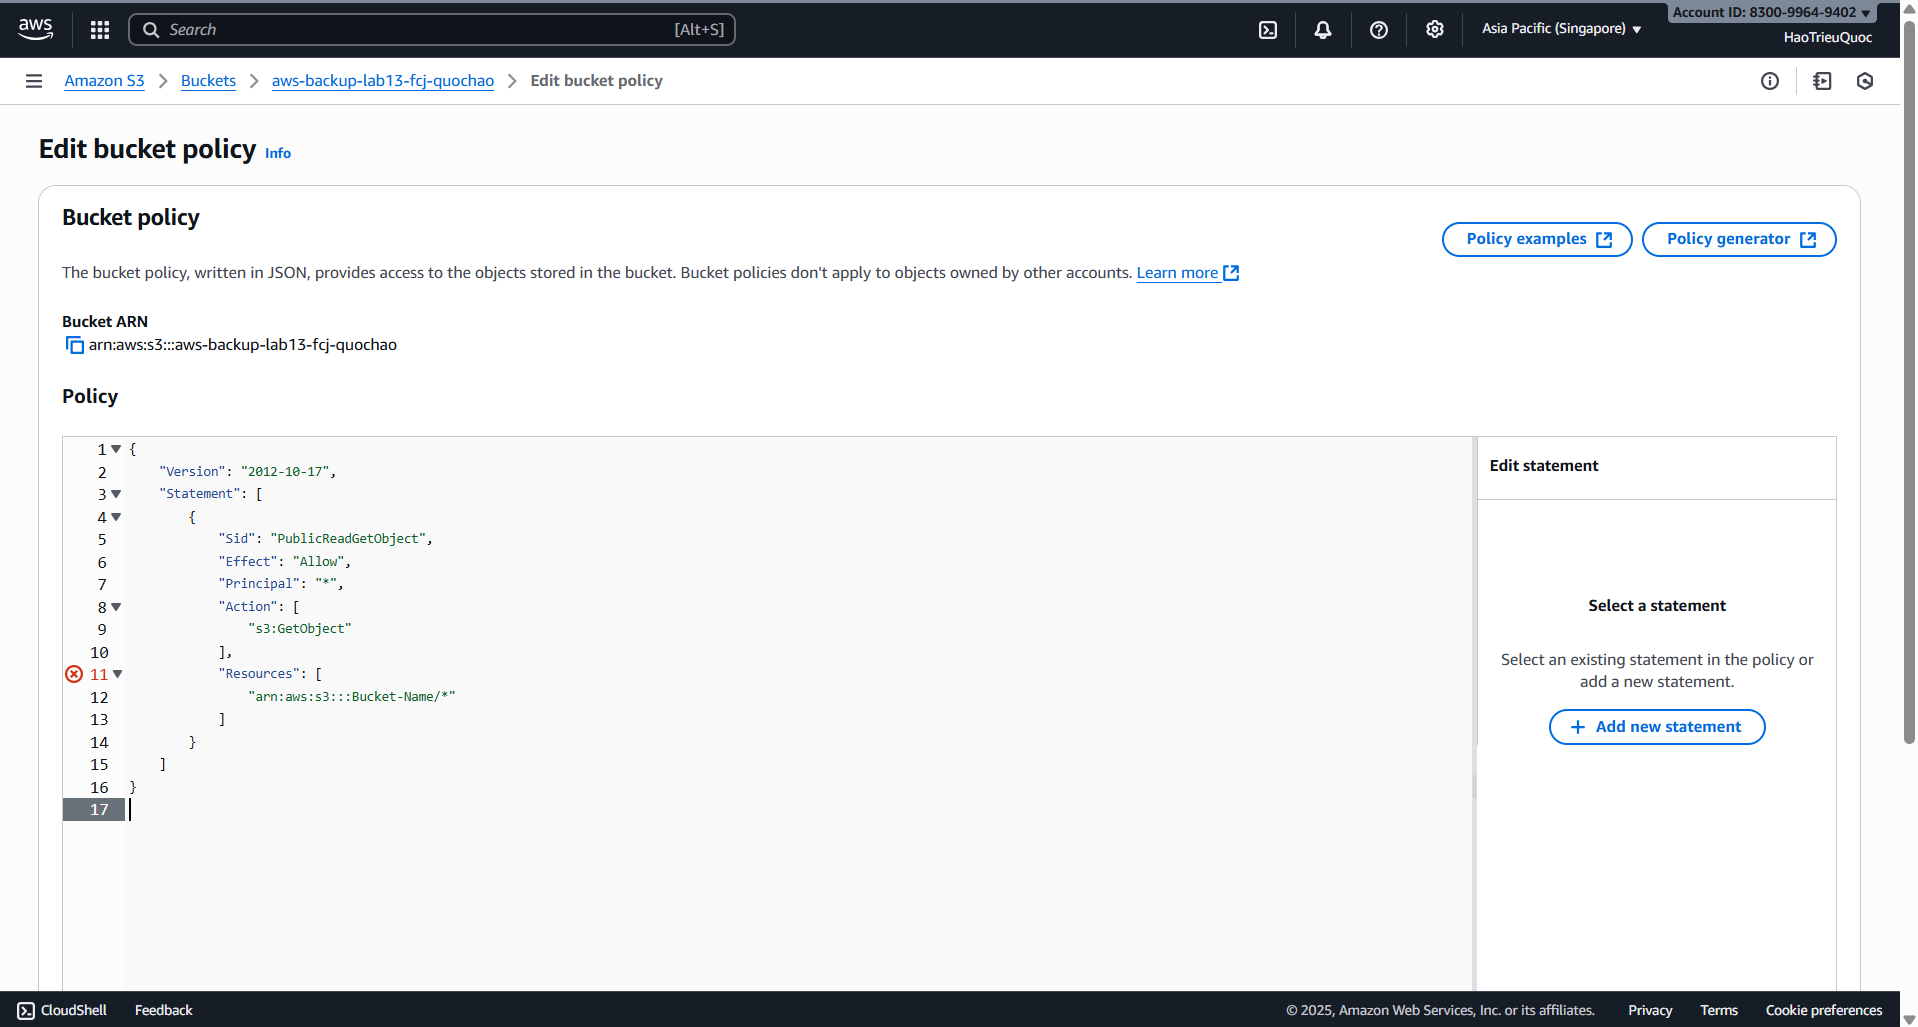 aws
Search [Alt+S]
Asia Pacific (Singapore)
Account ID: 8300-9964-9402
HaoTrieuQuoc
Amazon S3
Buckets
aws-backup-lab13-fcj-quochao
Edit bucket policy
Edit bucket policy Info
Bucket policy
Policy examples
Policy generator
The bucket policy, written in JSON, provides access to the objects stored in the bucket. Bucket policies don't apply to objects owned by other accounts. Learn more
Bucket ARN
arn:aws:s3:::aws-backup-lab13-fcj-quochao
Policy
1 {
2 "Version": "2012-10-17",
3 "Statement": [
4 {
5 "Sid": "PublicReadGetObject",
6 "Effect": "Allow",
7 "Principal": "*",
8 "Action": [
9 "s3:GetObject"
10 ],
11 "Resources": [
12 "arn:aws:s3:::Bucket-Name/*"
13 ]
14 }
15 ]
16 }
17
Edit statement
Select a statement
Select an existing statement in the policy or
add a new statement.
+ Add new statement
CloudShell
Feedback
© 2025, Amazon Web Services, Inc. or its affiliates.
Privacy
Terms
Cookie preferences